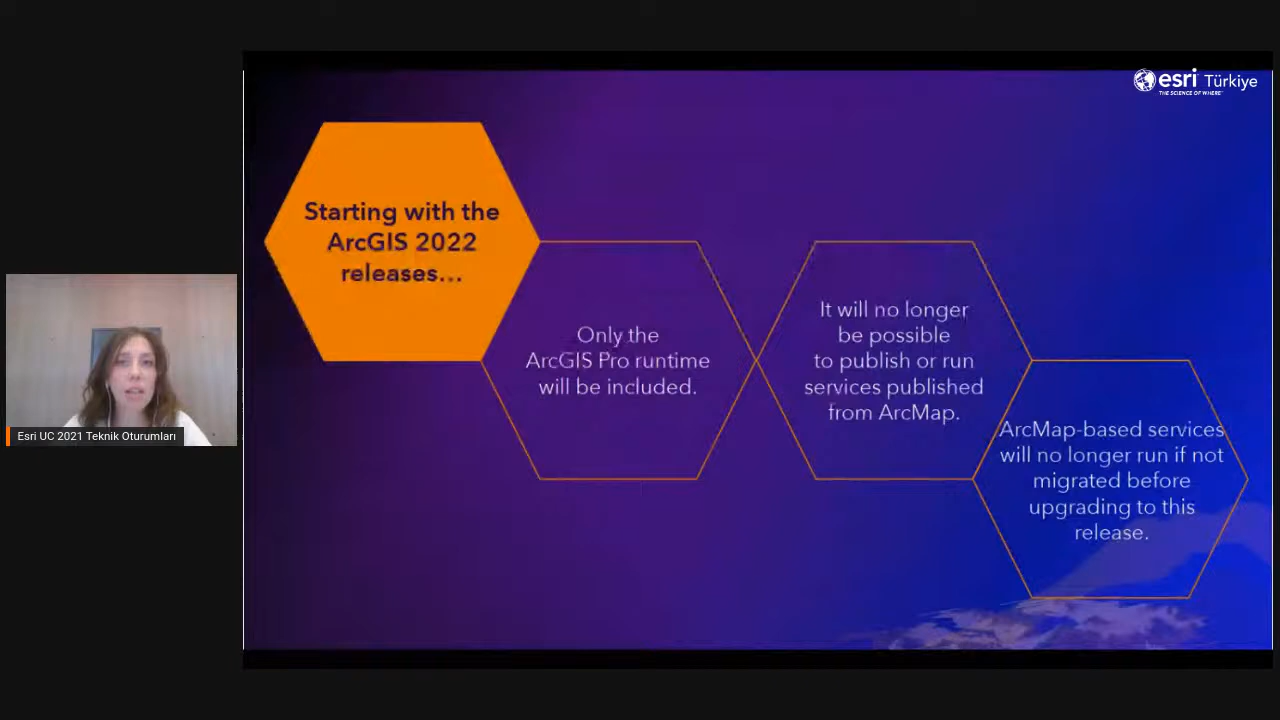 esri Türkiye
THE SCIENCE OF WHERE™
Starting with the
ArcGIS 2022
releases...
Only the
ArcGIS Pro runtime
will be included.
It will no longer
be possible
to publish or run
services published
from ArcMap.
ArcMap-based services
will no longer run if not
migrated before
upgrading to this
release.
Esri UC 2021 Teknik Oturumları